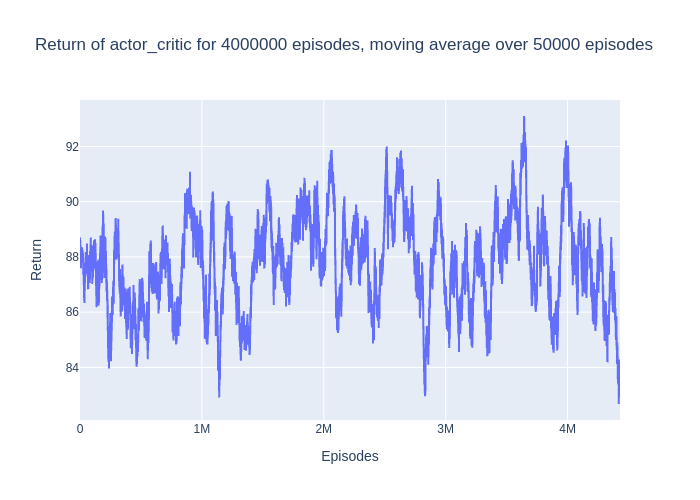 Return of actor_critic for 4000000 episodes, moving average over 50000 episodes
92
90
88
86
84
Return
0 1M 2M 3M 4M
Episodes